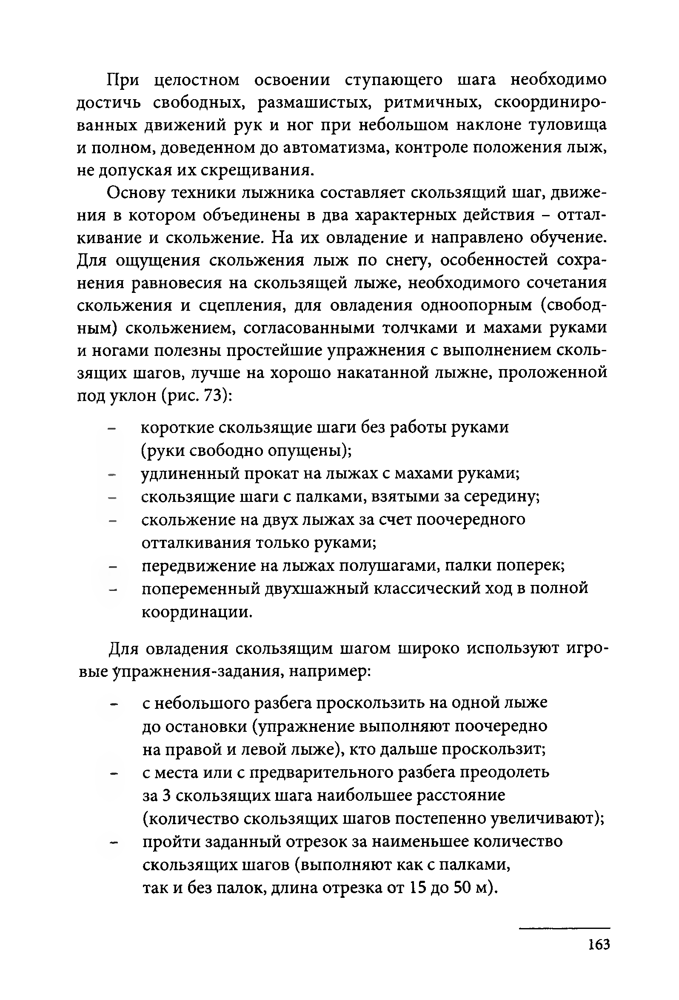 При целостном освоении ступающего шага необходимо
достичь свободных, размашистых, ритмичных, скоординиро-
ванных движений рук и ног при небольшом наклоне туловища
и полном, доведенном до автоматизма, контроле положения лыж,
не допуская их скрещивания.
Основу техники лыжника составляет скользящий шаг, движе-
ния в котором объединены в два характерных действия – оттал-
кивание и скольжение. На их овладение и направлено обучение.
Для ощущения скольжения лыж по снегу, особенностей сохра-
нения равновесия на скользящей лыже, необходимого сочетания
скольжения и сцепления, для овладения одноопорным (свобод-
ным) скольжением, согласованными толчками и махами руками
и ногами полезны простейшие упражнения с выполнением сколь-
зящих шагов, лучше на хорошо накатанной лыжне, проложенной
под уклон (рис. 73):
– короткие скользящие шаги без работы руками
(руки свободно опущены);
– удлиненный прокат на лыжах с махами руками;
– скользящие шаги с палками, взятыми за середину;
– скольжение на двух лыжах за счет поочередного
отталкивания только руками;
– передвижение на лыжах полушагами, палки поперек;
– попеременный двухшажный классический ход в полной
координации.
Для овладения скользящим шагом широко используют игро-
вые упражнения-задания, например:
– с небольшого разбега проскользить на одной лыже
до остановки (упражнение выполняют поочередно
на правой и левой лыже), кто дальше проскользит;
– с места или с предварительного разбега преодолеть
за 3 скользящих шага наибольшее расстояние
(количество скользящих шагов постепенно увеличивают);
– пройти заданный отрезок за наименьшее количество
скользящих шагов (выполняют как с палками,
так и без палок, длина отрезка от 15 до 50 м).
163